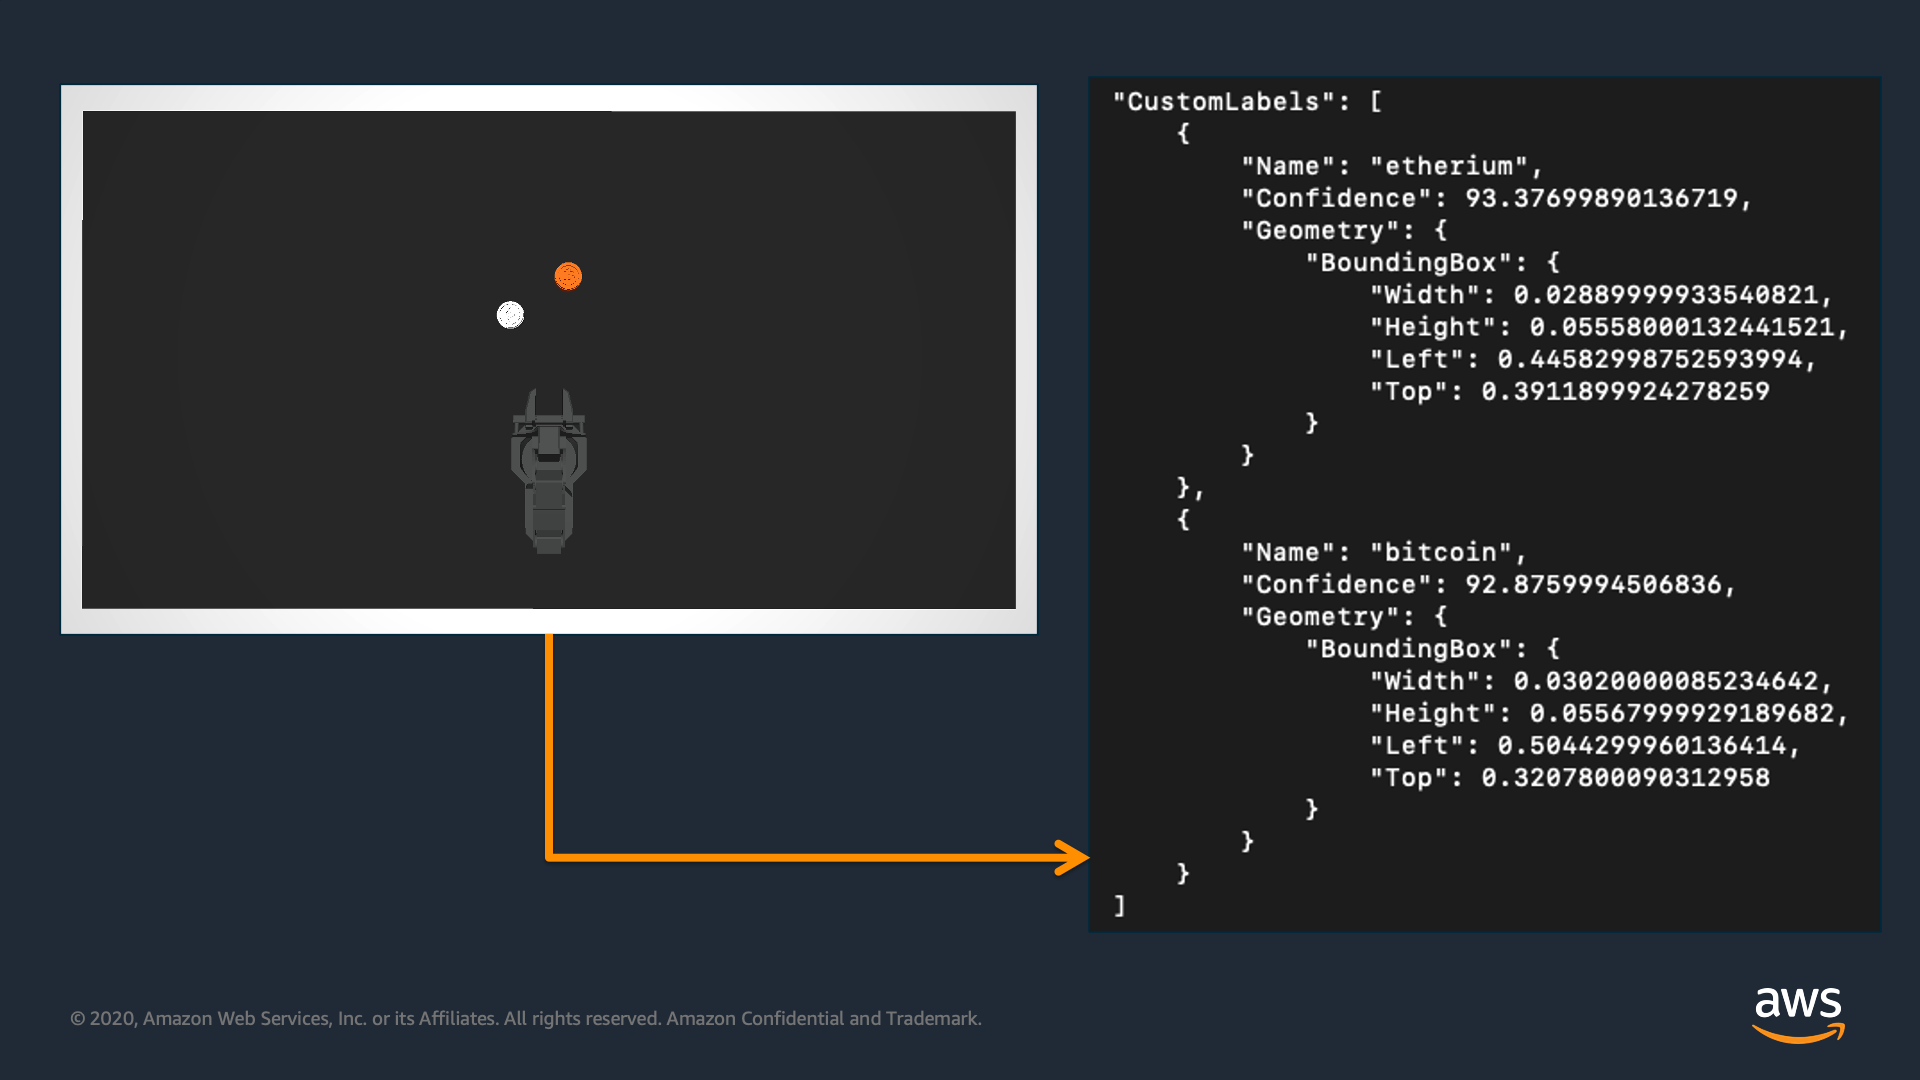 "CustomLabels": [
{
"Name": "etherium",
"Confidence": 93.37699890136719,
"Geometry": {
"BoundingBox": {
"Width": 0.02889999933540821,
"Height": 0.05558000132441521,
"Left": 0.44582998752593994,
"Top": 0.3911899924278259
}
}
},
{
"Name": "bitcoin",
"Confidence": 92.8759994506836,
"Geometry": {
"BoundingBox": {
"Width": 0.03020000085234642,
"Height": 0.05567999929189682,
"Left": 0.5044299960136414,
"Top": 0.3207800090312958
}
}
}
]
© 2020, Amazon Web Services, Inc. or its Affiliates. All rights reserved. Amazon Confidential and Trademark.
aws